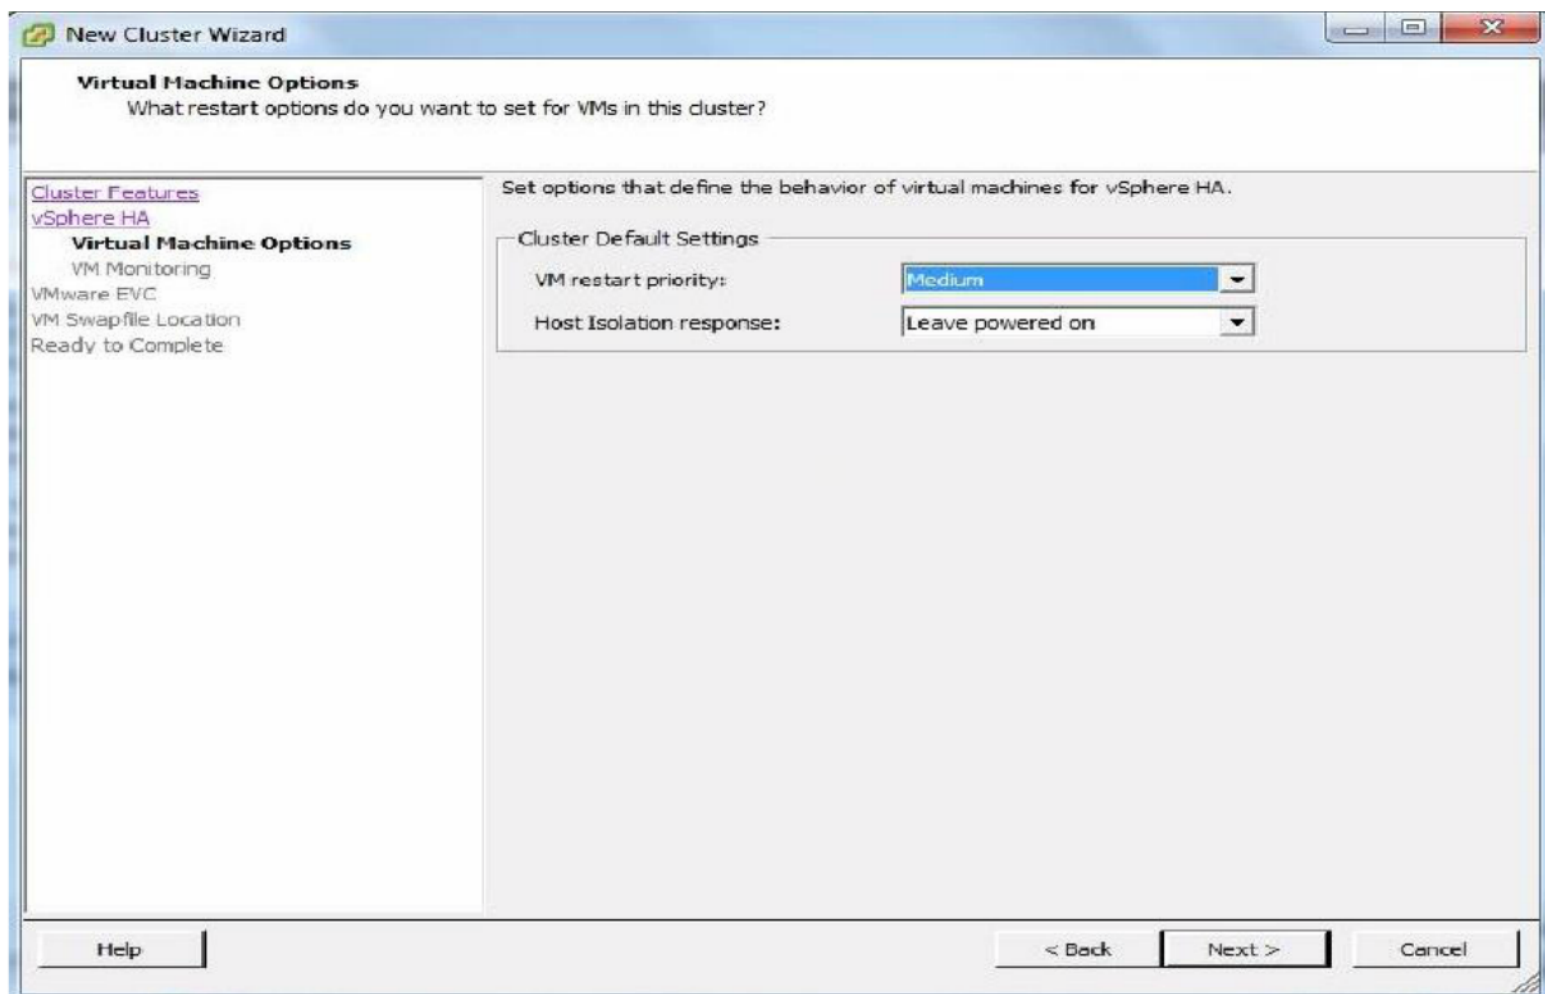 New Cluster Wizard
Virtual Machine Options
What restart options do you want to set for VMs in this cluster?
Cluster Features
vSphere HA
Virtual Machine Options
VM Monitoring
VMware EVC
VM Swapfile Location
Ready to Complete
Set options that define the behavior of virtual machines for vSphere HA.
Cluster Default Settings
VM restart priority: Medium
Host Isolation response: Leave powered on
Help < Back Next > Cancel